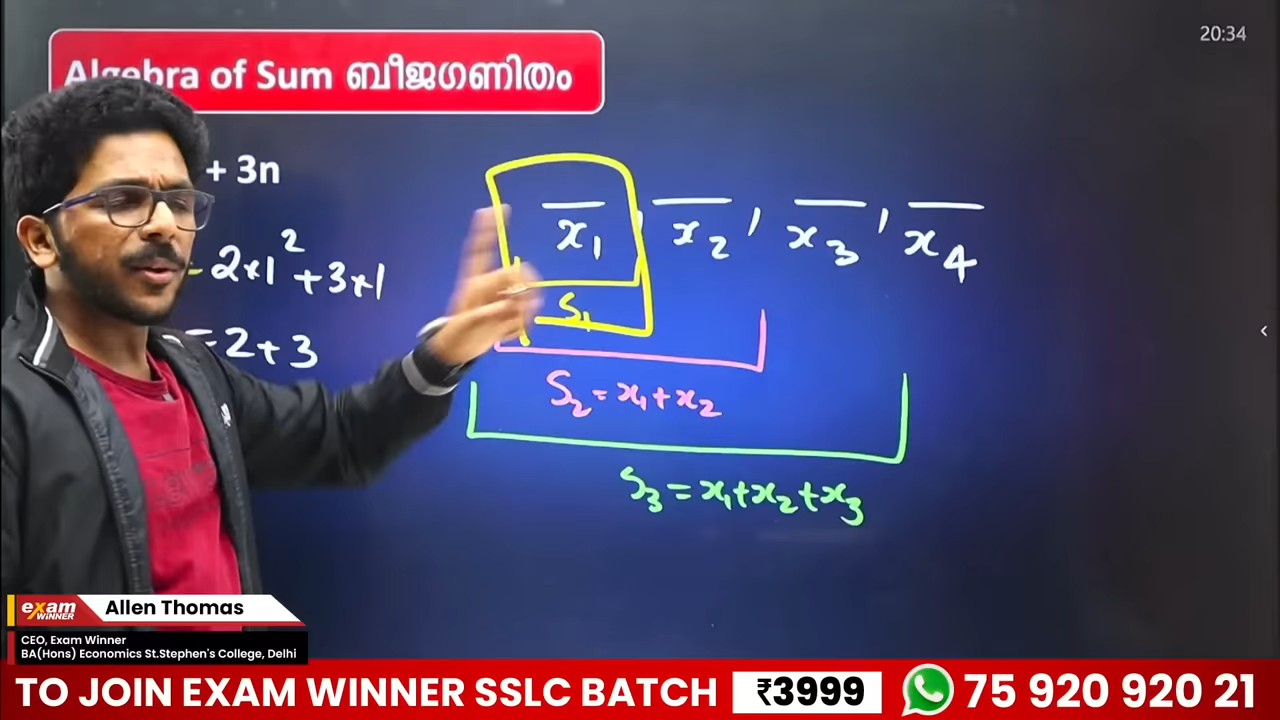 20:34
Algebra of Sum ബീജഗണിതം
+ 3n
2×1² + 3×1
= 2 + 3
x₁, x₂, x₃, x₄
S₁
S₂ = x₁ + x₂
S₃ = x₁ + x₂ + x₃
exam WINNER
Allen Thomas
CEO, Exam Winner
BA(Hons) Economics St.Stephen's College, Delhi
TO JOIN EXAM WINNER SSLC BATCH ₹3999 75 920 920 21